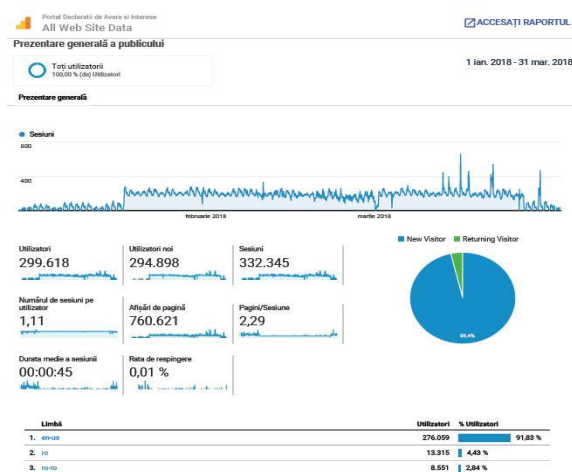 Portal Declaratii de Avere si Interese
All Web Site Data
ACCESAȚI RAPORTUL
Prezentare generală a publicului
Toți utilizatorii
100,00 % (de) Utilizatori
1 ian. 2018 - 31 mar. 2018
Prezentare generală
Sesiuni
800
400
februarie 2018
martie 2018
New Visitor
Returning Visitor
Utilizatori
299.618
Utilizatori noi
294.898
Sesiuni
332.345
Numărul de sesiuni pe utilizator
1,11
Afișări de pagină
760.621
Pagini/Sesiune
2,29
Durata medie a sesiunii
00:00:45
Rata de respingere
0,01 %
Limbă
Utilizatori
% Utilizatori
1. en-us 276.059 91,83 %
2. ro 13.315 4,43 %
3. ro-ro 8.551 2,84 %